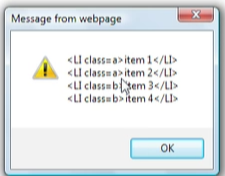 Message from webpage
<LI class=a>item 1</LI>
<LI class=a>item 2</LI>
<LI class=b>item 3</LI>
<LI class=b>item 4</LI>
OK